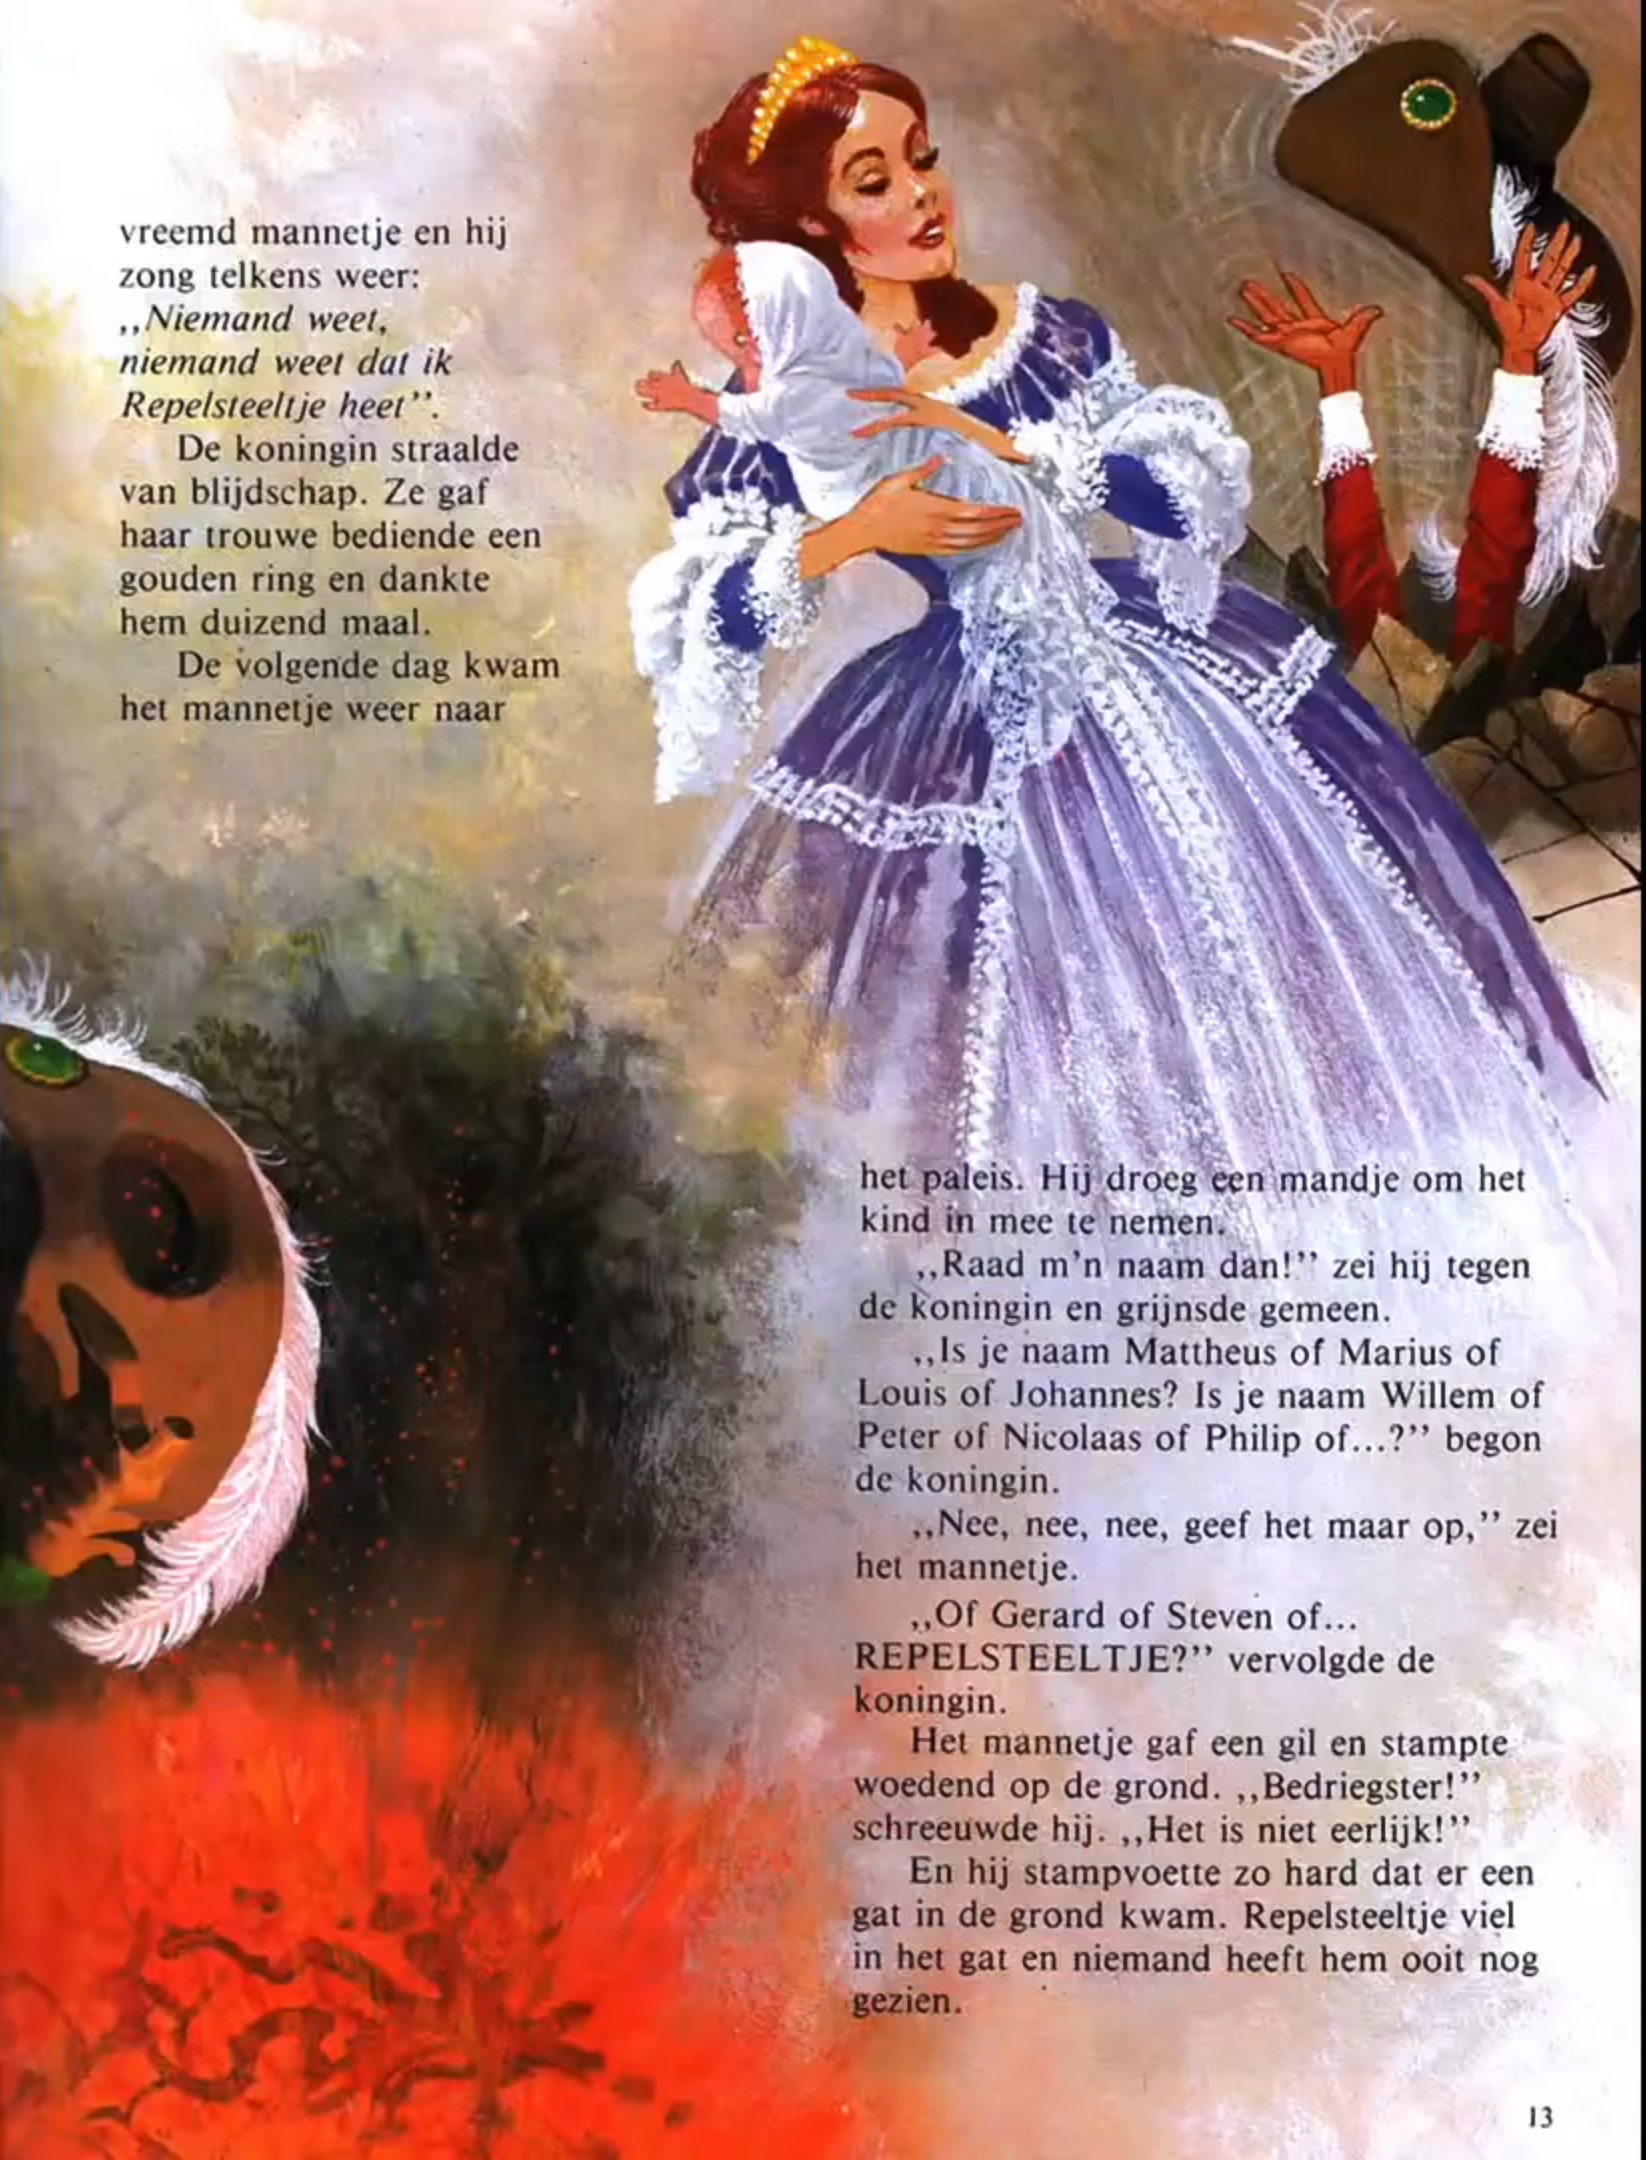 vreemd mannetje en hij
zong telkens weer:
,,Niemand weet,
niemand weet dat ik
Repelsteeltje heet”.
De koningin straalde
van blijdschap. Ze gaf
haar trouwe bediende een
gouden ring en dankte
hem duizend maal.
De volgende dag kwam
het mannetje weer naar
het paleis. Hij droeg een mandje om het
kind in mee te nemen.
,,Raad m’n naam dan!” zei hij tegen
de koningin en grijnsde gemeen.
,,Is je naam Mattheus of Marius of
Louis of Johannes? Is je naam Willem of
Peter of Nicolaas of Philip of...?” begon
de koningin.
,,Nee, nee, nee, geef het maar op,” zei
het mannetje.
,,Of Gerard of Steven of...
REPELSTEELTJE?” vervolgde de
koningin.
Het mannetje gaf een gil en stampte
woedend op de grond. ,,Bedriegster!”
schreeuwde hij. ,,Het is niet eerlijk!”
En hij stampvoette zo hard dat er een
gat in de grond kwam. Repelsteeltje viel
in het gat en niemand heeft hem ooit nog
gezien.
13